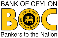 BANK OF CEYLON
BOC
Bankers to the Nation